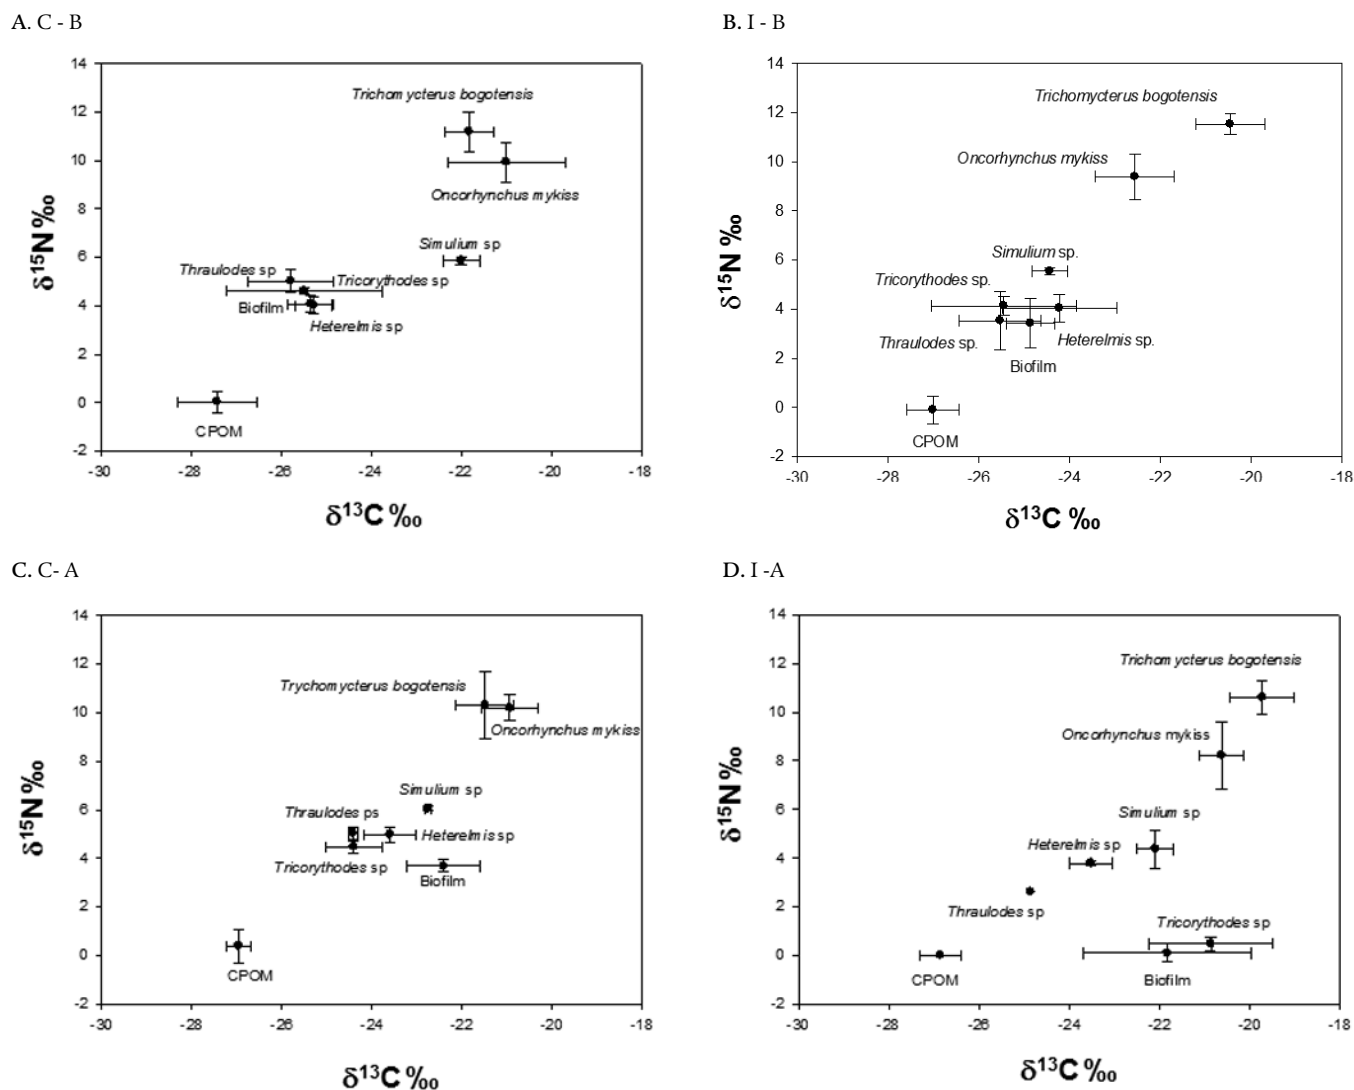 A. C - B
14
12
10
8
6
4
2
0
-2
-30
-28
-26
-24
-22
-20
-18
δ15N ‰
δ13C ‰
Trichomycterus bogotensis
Oncorhynchus mykiss
Simulium sp
Thraulodes sp
Tricorythodes sp
Biofilm
Heterelmis sp
CPOM
B. I - B
14
12
10
8
6
4
2
0
-2
-30
-28
-26
-24
-22
-20
-18
δ15N ‰
δ13C ‰
Trichomycterus bogotensis
Oncorhynchus mykiss
Simulium sp.
Tricorythodes sp.
Thraulodes sp.
Heterelmis sp.
Biofilm
CPOM
C. C- A
14
12
10
8
6
4
2
0
-2
-30
-28
-26
-24
-22
-20
-18
δ15N ‰
δ13C ‰
Trychomycterus bogotensis
Oncorhynchus mykiss
Simulium sp
Thraulodes ps
Heterelmis sp
Tricorythodes sp
Biofilm
CPOM
D. I -A
14
12
10
8
6
4
2
0
-2
-30
-28
-26
-24
-22
-20
-18
δ15N ‰
δ13C ‰
Trichomycterus bogotensis
Oncorhynchus mykiss
Simulium sp
Heterelmis sp
Thraulodes sp
Tricorythodes sp
CPOM
Biofilm